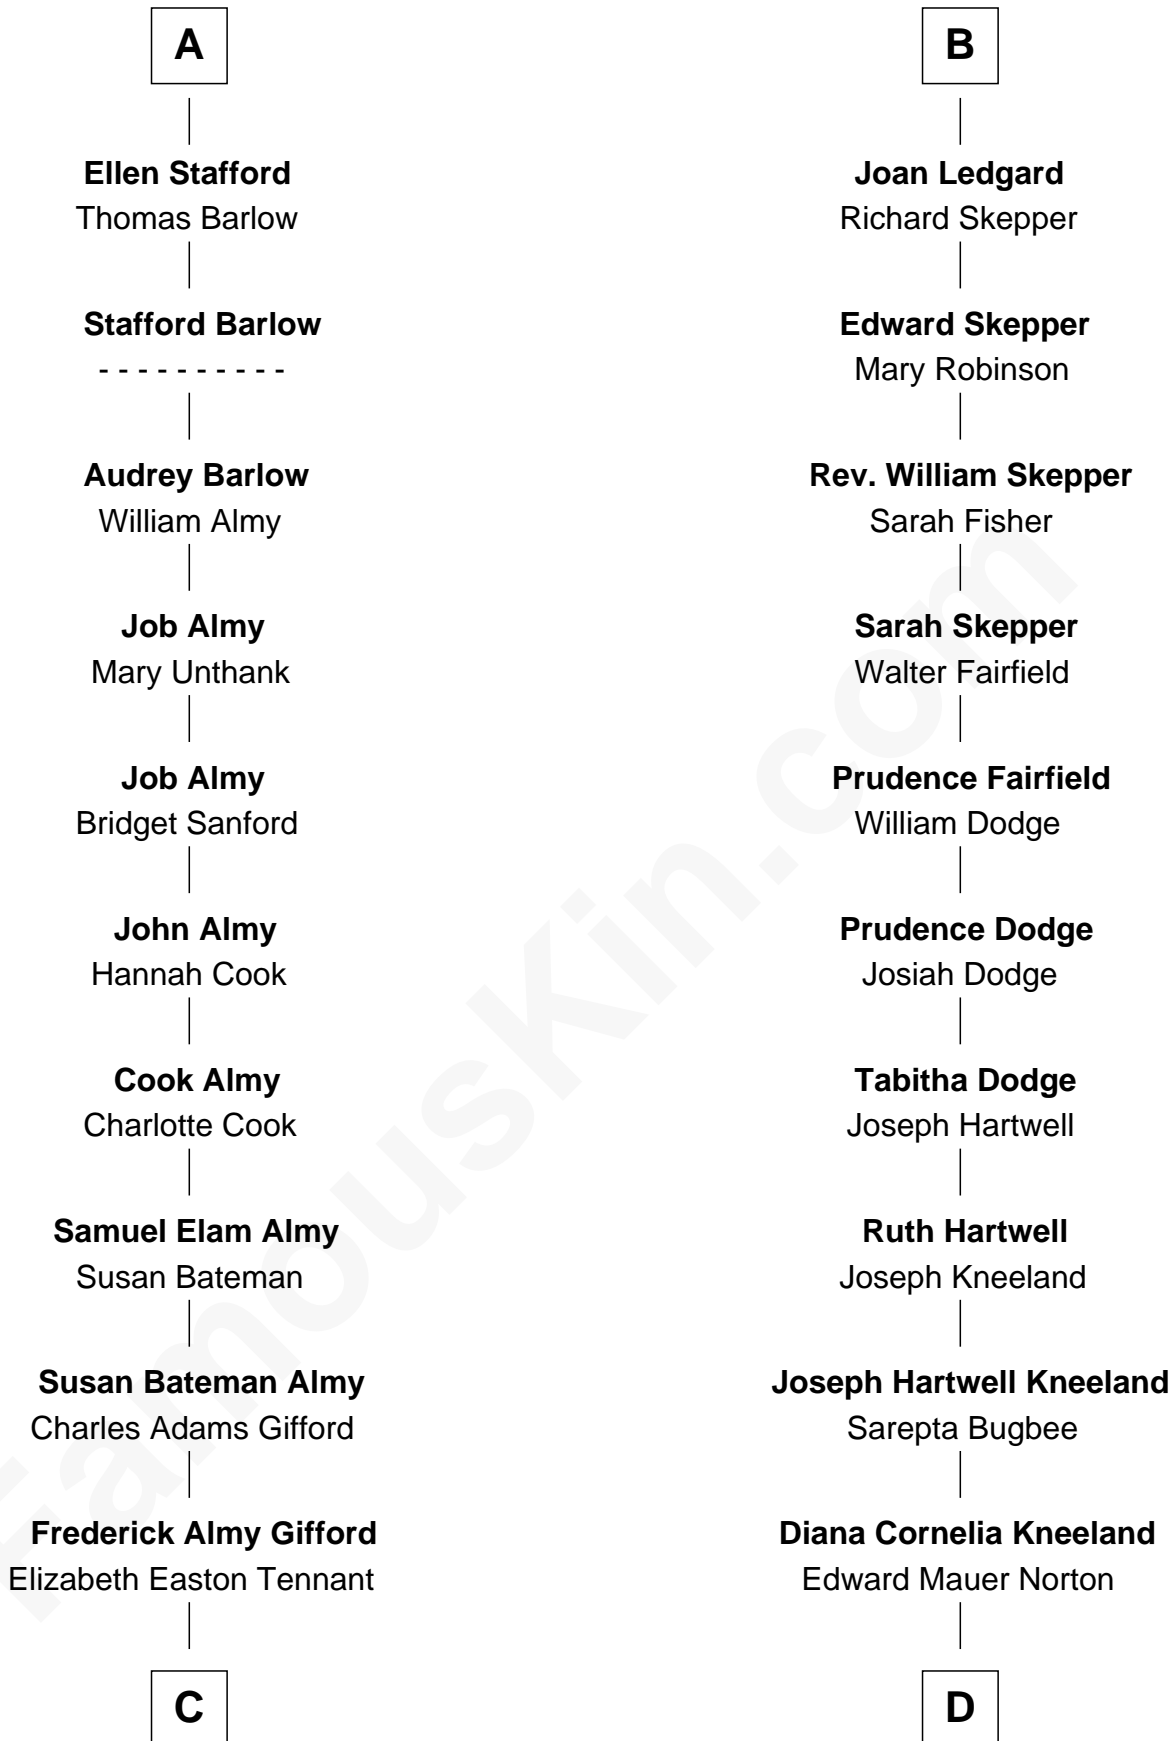 A
Ellen Stafford
Thomas Barlow
Stafford Barlow
- - - - - - - - - -
Audrey Barlow
William Almy
Job Almy
Mary Unthank
Job Almy
Bridget Sanford
John Almy
Hannah Cook
Cook Almy
Charlotte Cook
Samuel Elam Almy
Susan Bateman
Susan Bateman Almy
Charles Adams Gifford
Frederick Almy Gifford
Elizabeth Easton Tennant
C
B
Joan Ledgard
Richard Skepper
Edward Skepper
Mary Robinson
Rev. William Skepper
Sarah Fisher
Sarah Skepper
Walter Fairfield
Prudence Fairfield
William Dodge
Prudence Dodge
Josiah Dodge
Tabitha Dodge
Joseph Hartwell
Ruth Hartwell
Joseph Kneeland
Joseph Hartwell Kneeland
Sarepta Bugbee
Diana Cornelia Kneeland
Edward Mauer Norton
D
FamousKin.com